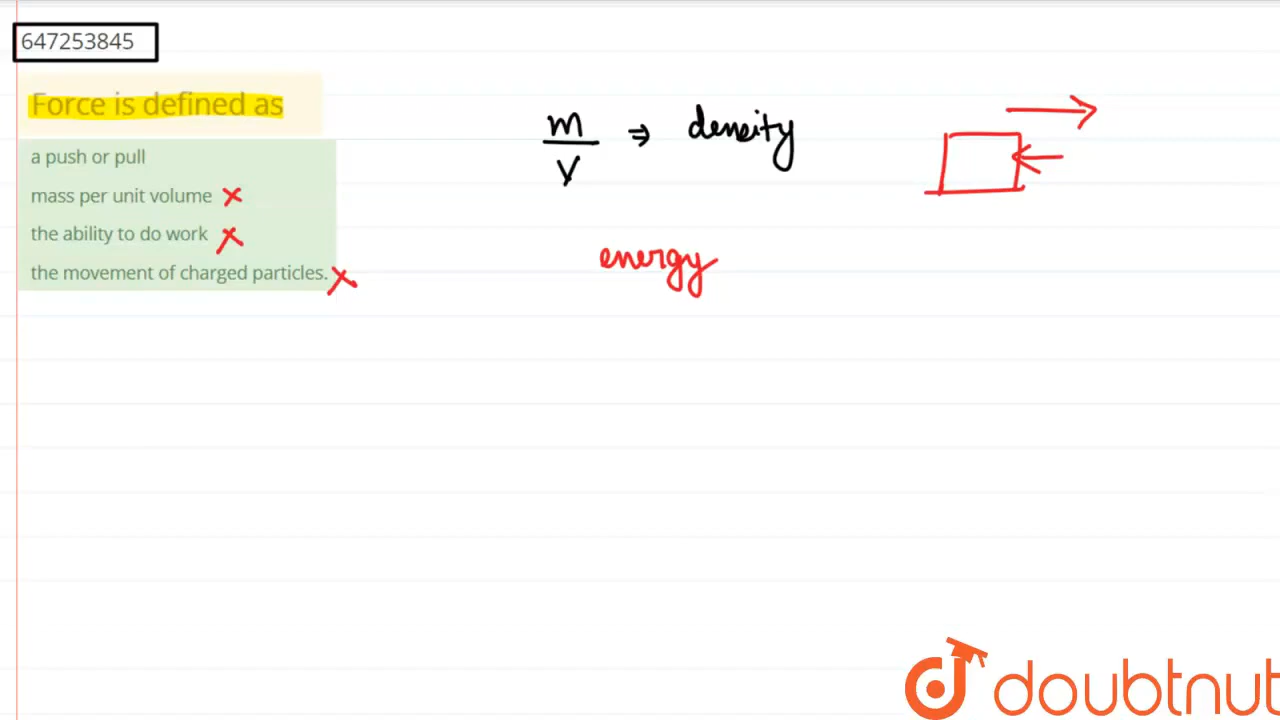 647253845
Force is defined as
a push or pull
mass per unit volume
the ability to do work
the movement of charged particles.
m
V
⇒ density
energy
doubtnut